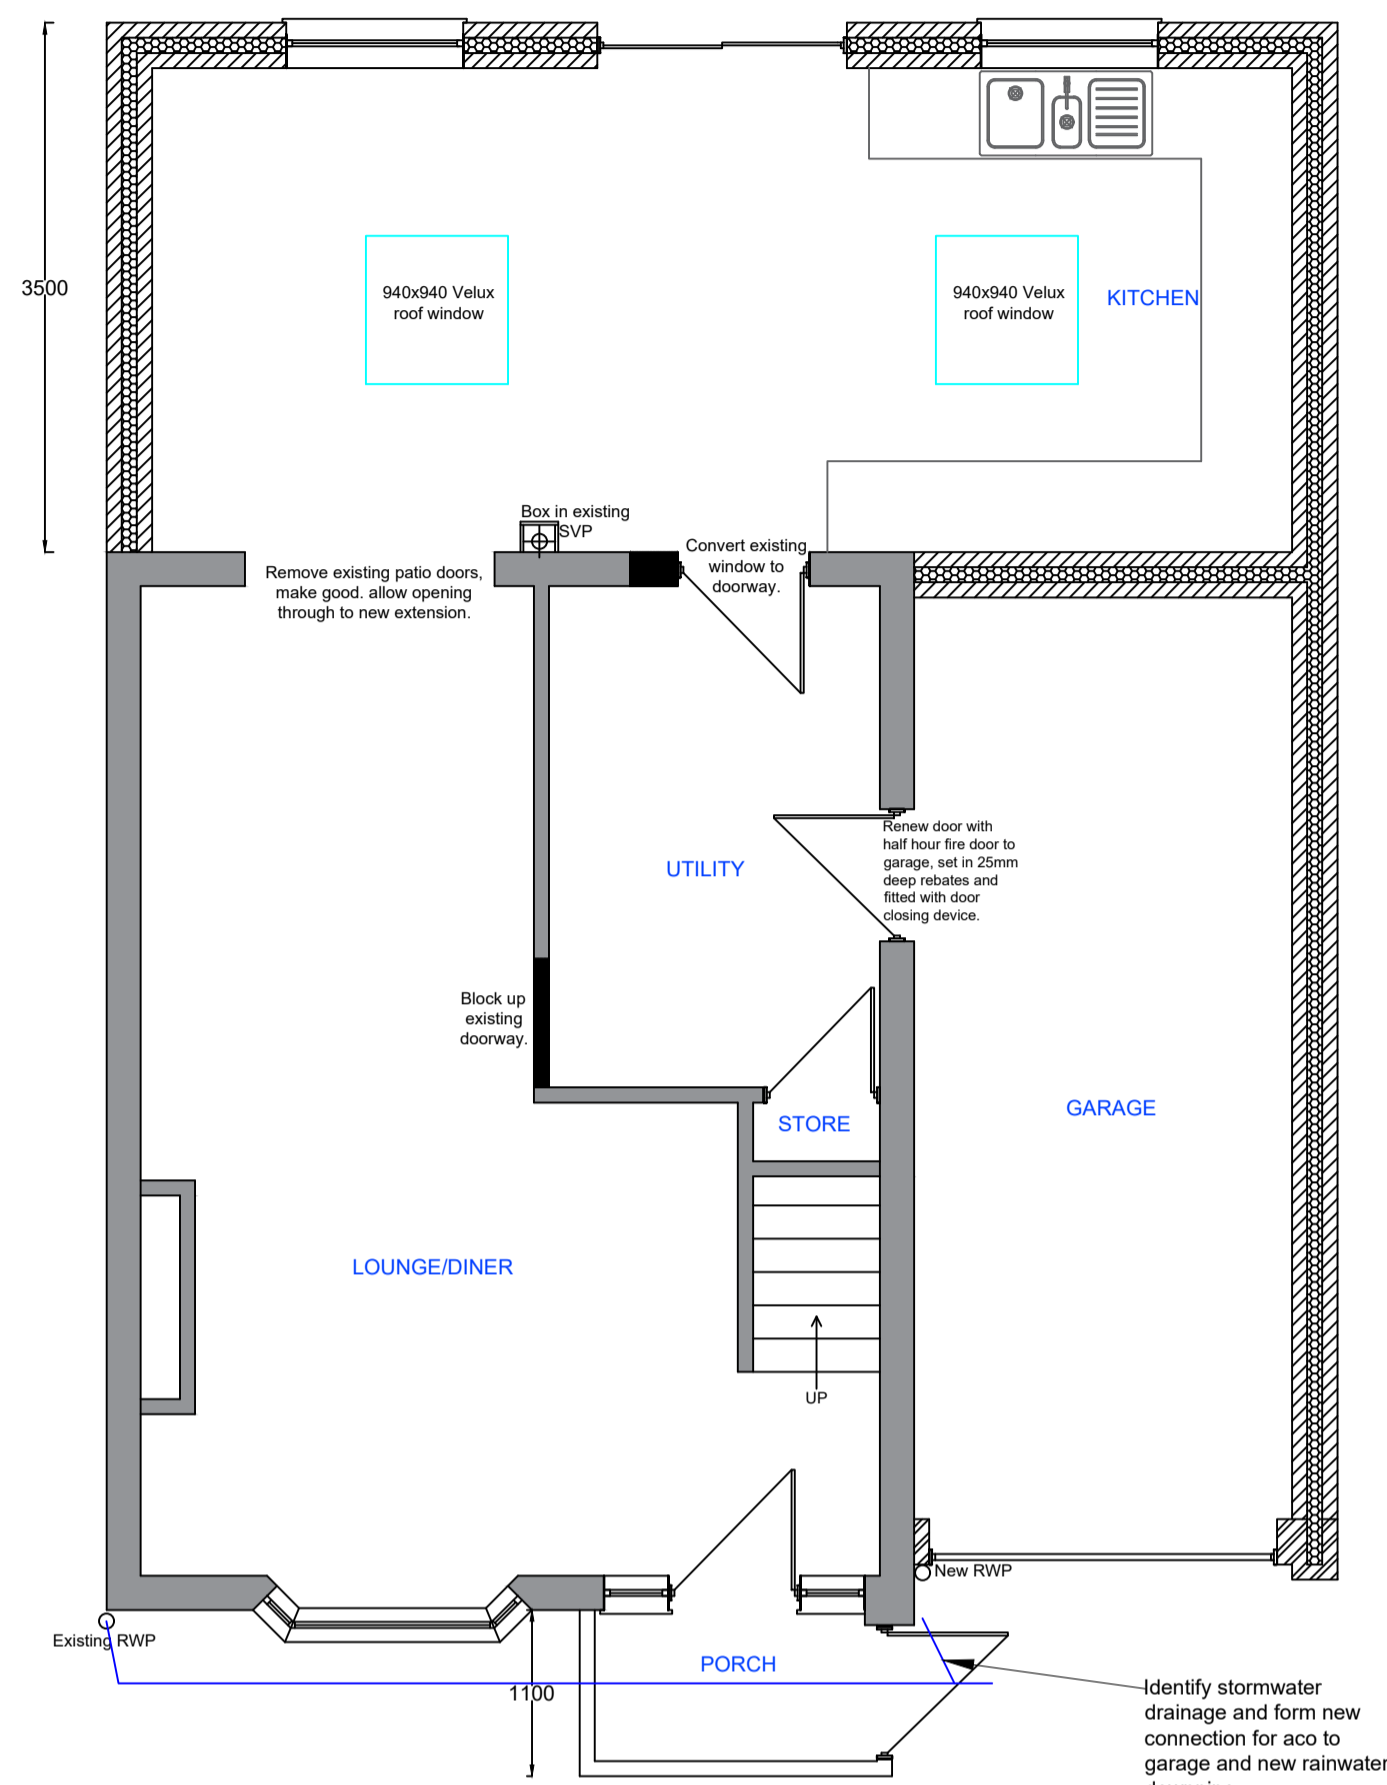 3500
940x940 Velux
roof window
940x940 Velux
roof window
KITCHEN
Box in existing
SVP
Remove existing patio doors,
make good. allow opening
through to new extension.
Convert existing
window to
doorway.
Renew door with
half hour fire door to
garage, set in 25mm
deep rebates and
fitted with door
closing device.
UTILITY
Block up
existing
doorway.
STORE
GARAGE
LOUNGE/DINER
UP
New RWP
Existing RWP
PORCH
1100
Identify stormwater
drainage and form new
connection for aco to
garage and new rainwater